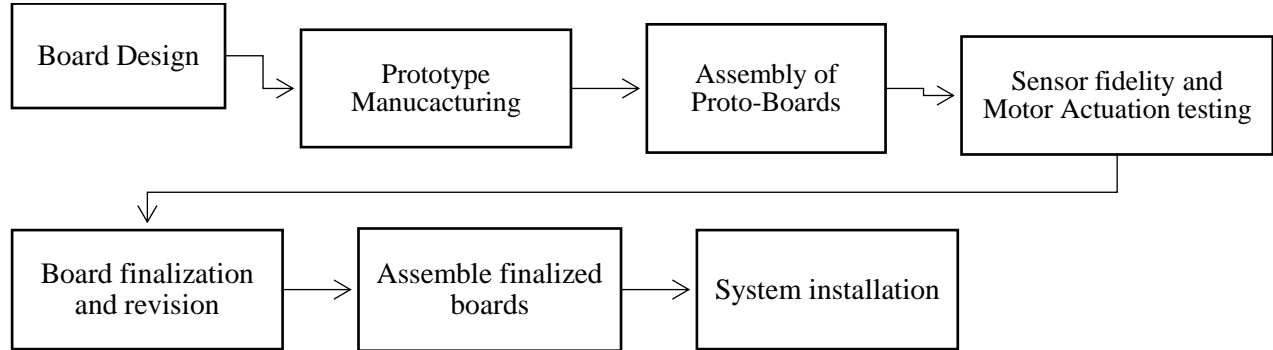 Board Design
Prototype
Manucacturing
Assembly of
Proto-Boards
Sensor fidelity and
Motor Actuation testing
Board finalization
and revision
Assemble finalized
boards
System installation